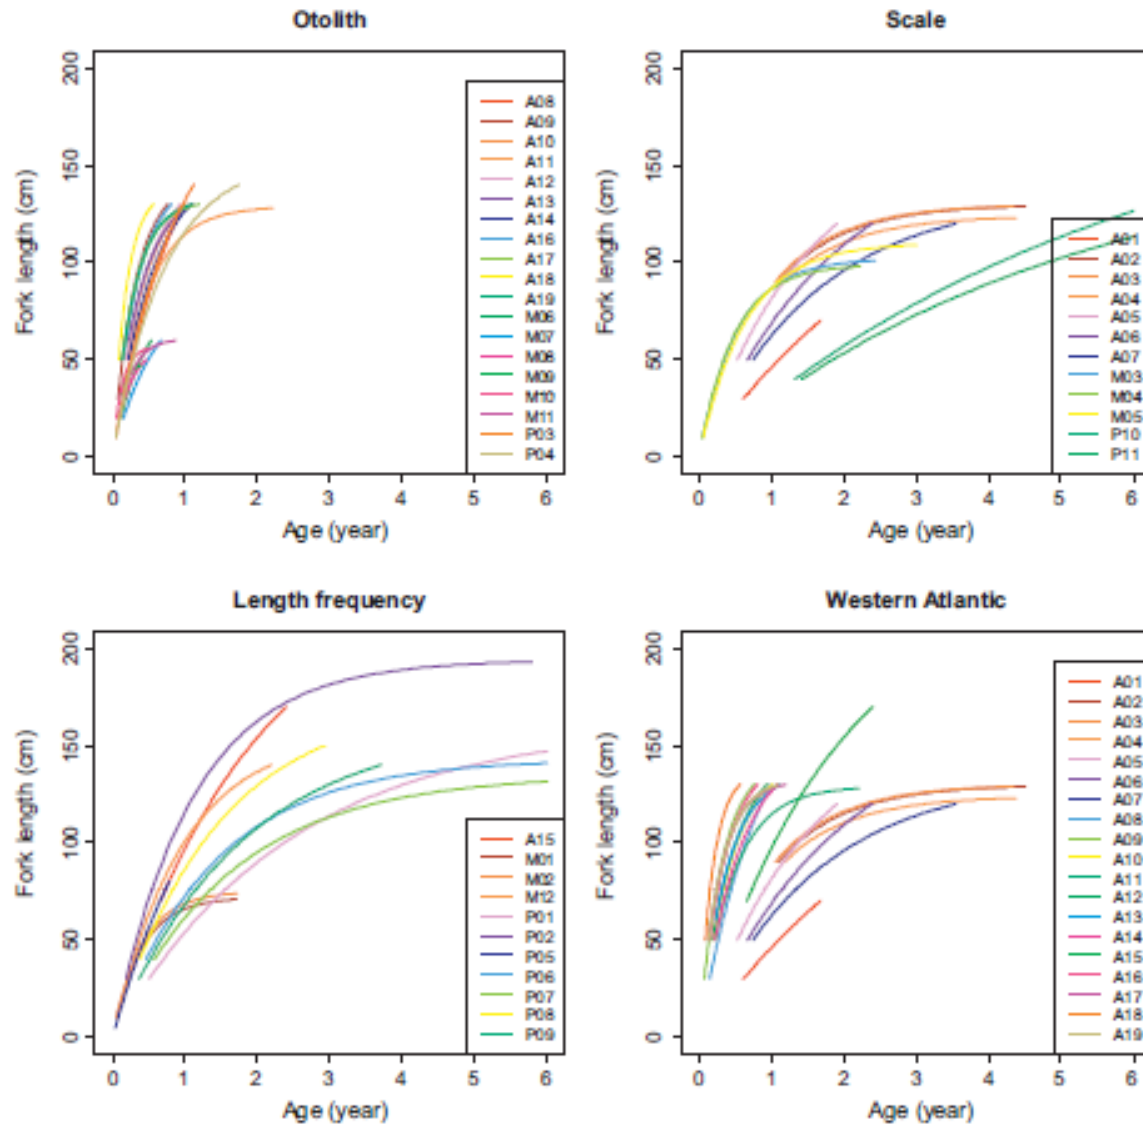 Otolith
Fork length (cm)
200
150
100
50
0
0 1 2 3 4 5 6
Age (year)
A08
A09
A10
A11
A12
A13
A14
A16
A17
A18
A19
M06
M07
M08
M09
M10
M11
P03
P04
Scale
Fork length (cm)
200
150
100
50
0
0 1 2 3 4 5 6
Age (year)
A01
A02
A03
A04
A05
A06
A07
M03
M04
M05
P10
P11
Length frequency
Fork length (cm)
200
150
100
50
0
0 1 2 3 4 5 6
Age (year)
A15
M01
M02
M12
P01
P02
P05
P06
P07
P08
P09
Western Atlantic
Fork length (cm)
200
150
100
50
0
0 1 2 3 4 5 6
Age (year)
A01
A02
A03
A04
A05
A06
A07
A08
A09
A10
A11
A12
A13
A14
A15
A16
A17
A18
A19